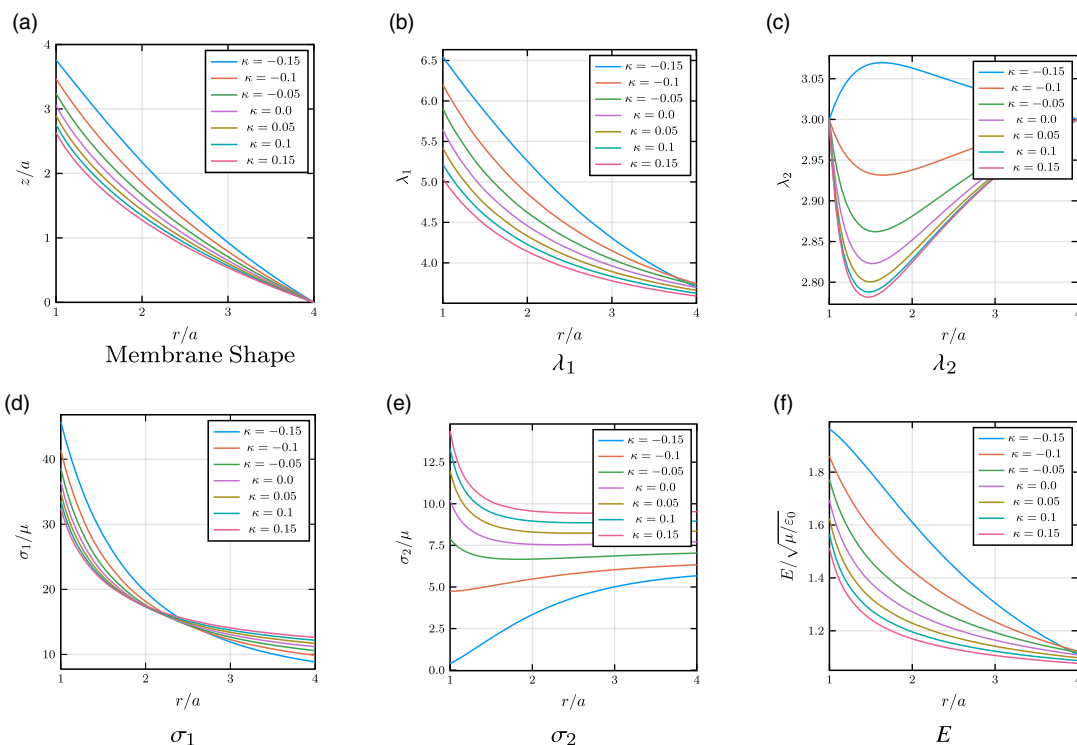 (a)
4
3
2
1
0
z/a
κ = −0.15
κ = −0.1
κ = −0.05
κ = 0.0
κ = 0.05
κ = 0.1
κ = 0.15
1 2 3 4
r/a
Membrane Shape
(b)
6.5
6.0
5.5
5.0
4.5
4.0
λ₁
κ = −0.15
κ = −0.1
κ = −0.05
κ = 0.0
κ = 0.05
κ = 0.1
κ = 0.15
1 2 3 4
r/a
λ₁
(c)
3.05
3.00
2.95
2.90
2.85
2.80
λ₂
κ = −0.15
κ = −0.1
κ = −0.05
κ = 0.0
κ = 0.05
κ = 0.1
κ = 0.15
1 2 3 4
r/a
λ₂
(d)
40
30
20
10
σ₁/μ
κ = −0.15
κ = −0.1
κ = −0.05
κ = 0.0
κ = 0.05
κ = 0.1
κ = 0.15
1 2 3 4
r/a
σ₁
(e)
12.5
10.0
7.5
5.0
2.5
0.0
σ₂/μ
κ = −0.15
κ = −0.1
κ = −0.05
κ = 0.0
κ = 0.05
κ = 0.1
κ = 0.15
1 2 3 4
r/a
σ₂
(f)
1.8
1.6
1.4
1.2
E/√μ/ε₀
κ = −0.15
κ = −0.1
κ = −0.05
κ = 0.0
κ = 0.05
κ = 0.1
κ = 0.15
1 2 3 4
r/a
E